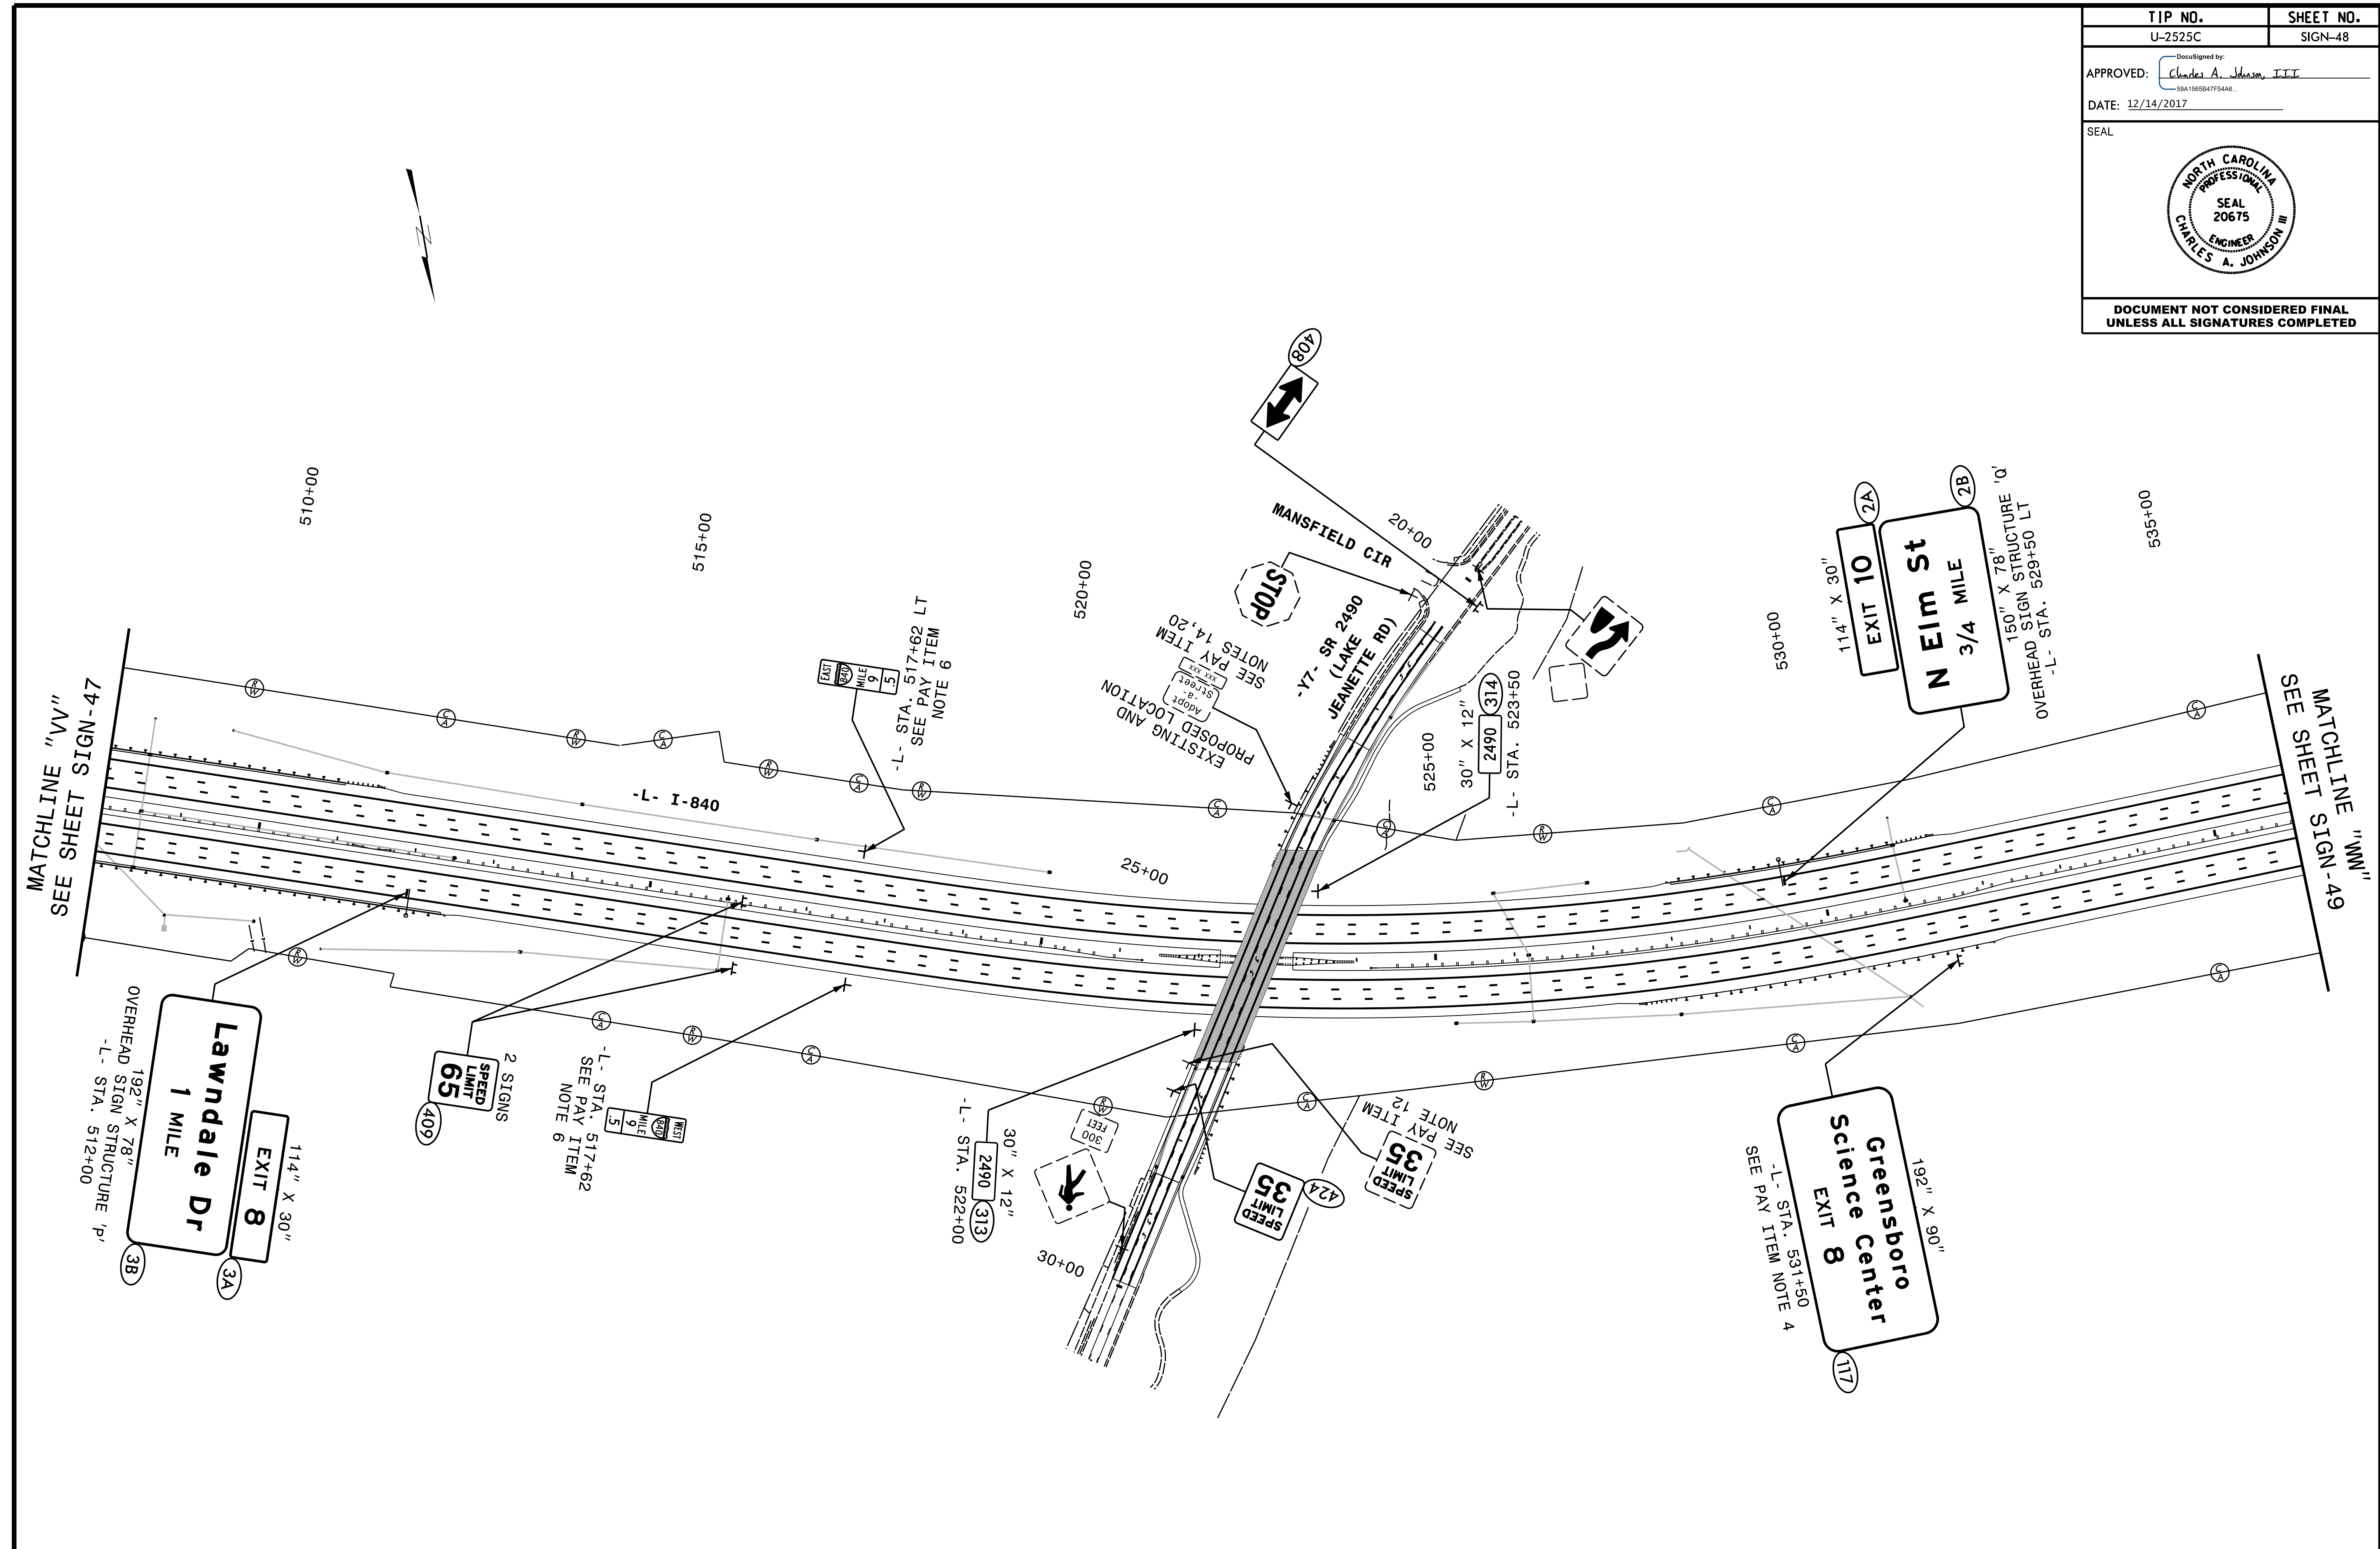 TIP NO.
SHEET NO.
U-2525C
SIGN-48
DocuSigned by:
APPROVED: Charles A. Johnson, III
59A1565B47F54A6...
DATE: 12/14/2017
SEAL
NORTH CAROLINA
PROFESSIONAL
SEAL
20675
ENGINEER
CHARLES A. JOHNSON III
DOCUMENT NOT CONSIDERED FINAL
UNLESS ALL SIGNATURES COMPLETED
MATCHLINE "VV"
SEE SHEET SIGN-47
510+00
515+00
520+00
525+00
530+00
535+00
-L- I-840
EAST
840
MILE
9
.5
-L- STA. 517+62 LT
SEE PAY ITEM
NOTE 6
408
MANSFIELD CIR
20+00
STOP
-Y7- SR 2490
(LAKE
JEANETTE RD)
EXISTING AND
PROPOSED LOCATION
Adopt
-a-
Street
XXX XXX
SEE PAY ITEM
NOTES 14,20
30" X 12"
2490
314
-L- STA. 523+50
25+00
114" X 30"
EXIT 10
2A
N Elm St
3/4 MILE
2B
150" X 78"
OVERHEAD SIGN STRUCTURE 'Q'
-L- STA. 529+50 LT
MATCHLINE "WW"
SEE SHEET SIGN-49
114" X 30"
EXIT 8
3A
Lawndale Dr
1 MILE
3B
192" X 78"
OVERHEAD SIGN STRUCTURE 'P'
-L- STA. 512+00
2 SIGNS
SPEED
LIMIT
65
409
-L- STA. 517+62
SEE PAY ITEM
NOTE 6
WEST
840
MILE
9
.5
30" X 12"
2490
313
-L- STA. 522+00
300
FEET
30+00
SPEED
LIMIT
35
424
SPEED
LIMIT
35
SEE PAY ITEM
NOTE 12
192" X 90"
Greensboro
Science Center
EXIT 8
117
-L- STA. 531+50
SEE PAY ITEM NOTE 4
R/W
C/A
R/W
C/A
R/W
C/A
R/W
C/A
C/A
R/W
C/A
C/A
R/W
C/A
R/W
C/A
R/W
C/A
R/W
C/A
C/A